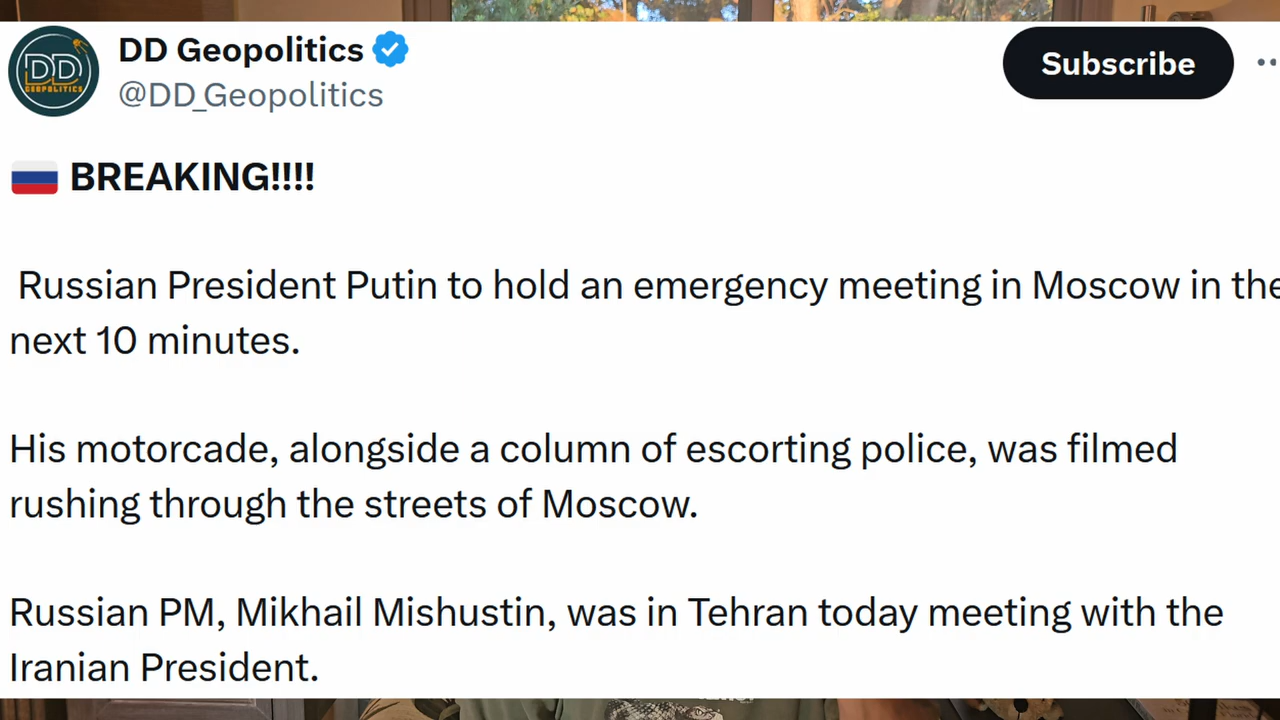 DD Geopolitics
@DD_Geopolitics
Subscribe
DD
GEOPOLITICS
BREAKING!!!!
Russian President Putin to hold an emergency meeting in Moscow in the
next 10 minutes.
His motorcade, alongside a column of escorting police, was filmed
rushing through the streets of Moscow.
Russian PM, Mikhail Mishustin, was in Tehran today meeting with the
Iranian President.